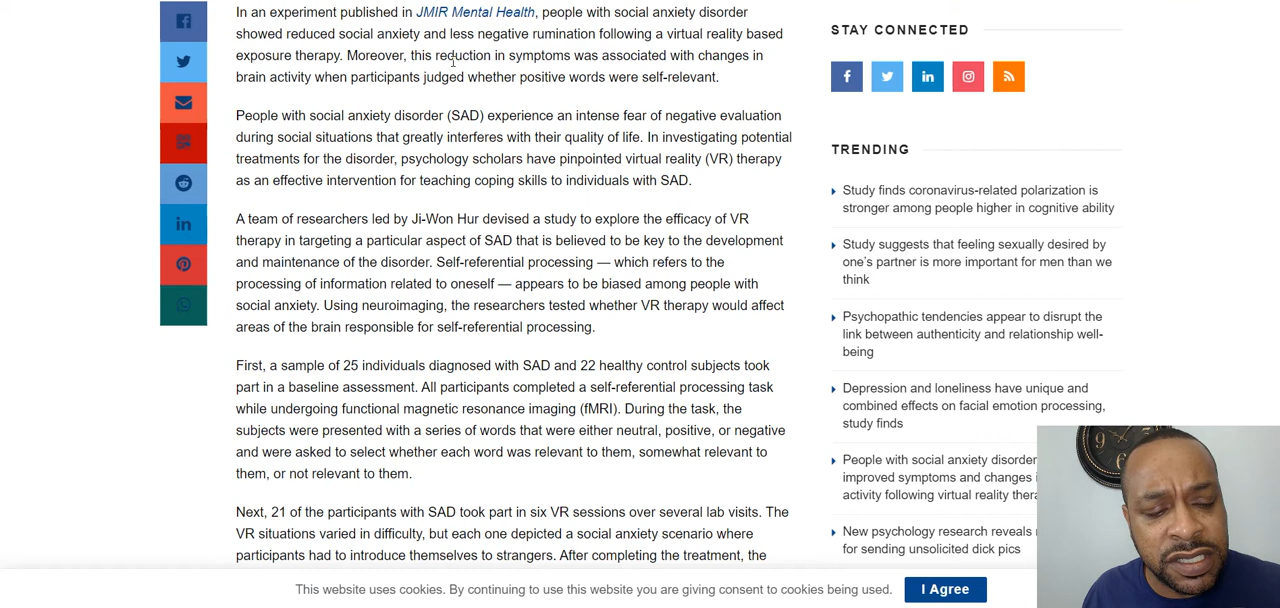 In an experiment published in JMIR Mental Health, people with social anxiety disorder
showed reduced social anxiety and less negative rumination following a virtual reality based
exposure therapy. Moreover, this reduction in symptoms was associated with changes in
brain activity when participants judged whether positive words were self-relevant.
People with social anxiety disorder (SAD) experience an intense fear of negative evaluation
during social situations that greatly interferes with their quality of life. In investigating potential
treatments for the disorder, psychology scholars have pinpointed virtual reality (VR) therapy
as an effective intervention for teaching coping skills to individuals with SAD.
A team of researchers led by Ji-Won Hur devised a study to explore the efficacy of VR
therapy in targeting a particular aspect of SAD that is believed to be key to the development
and maintenance of the disorder. Self-referential processing — which refers to the
processing of information related to oneself — appears to be biased among people with
social anxiety. Using neuroimaging, the researchers tested whether VR therapy would affect
areas of the brain responsible for self-referential processing.
First, a sample of 25 individuals diagnosed with SAD and 22 healthy control subjects took
part in a baseline assessment. All participants completed a self-referential processing task
while undergoing functional magnetic resonance imaging (fMRI). During the task, the
subjects were presented with a series of words that were either neutral, positive, or negative
and were asked to select whether each word was relevant to them, somewhat relevant to
them, or not relevant to them.
Next, 21 of the participants with SAD took part in six VR sessions over several lab visits. The
VR situations varied in difficulty, but each one depicted a social anxiety scenario where
participants had to introduce themselves to strangers. After completing the treatment, the
STAY CONNECTED
TRENDING
Study finds coronavirus-related polarization is
stronger among people higher in cognitive ability
Study suggests that feeling sexually desired by
one's partner is more important for men than we
think
Psychopathic tendencies appear to disrupt the
link between authenticity and relationship well-
being
Depression and loneliness have unique and
combined effects on facial emotion processing,
study finds
People with social anxiety disorder
improved symptoms and changes
activity following virtual reality
New psychology research reveals
for sending unsolicited dick pics
This website uses cookies. By continuing to use this website you are giving consent to cookies being used.
I Agree
9
6